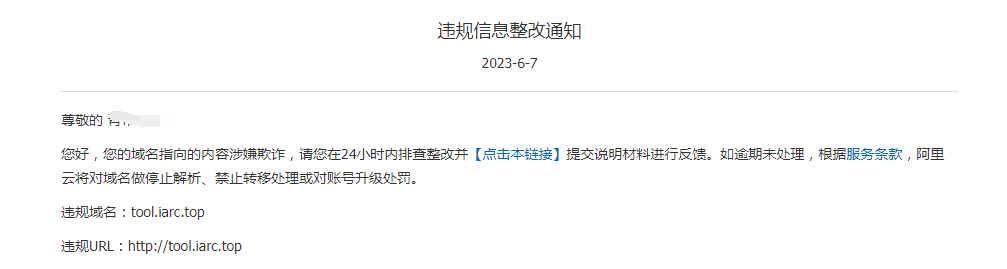 违规信息整改通知
2023-6-7
尊敬的
您好，您的域名指向的内容涉嫌欺诈，请您在24小时内排查整改并【点击本链接】提交说明材料进行反馈。如逾期未处理，根据服务条款，阿里
云将对域名做停止解析、禁止转移处理或对账号升级处罚。
违规域名：tool.iarc.top
违规URL：http://tool.iarc.top